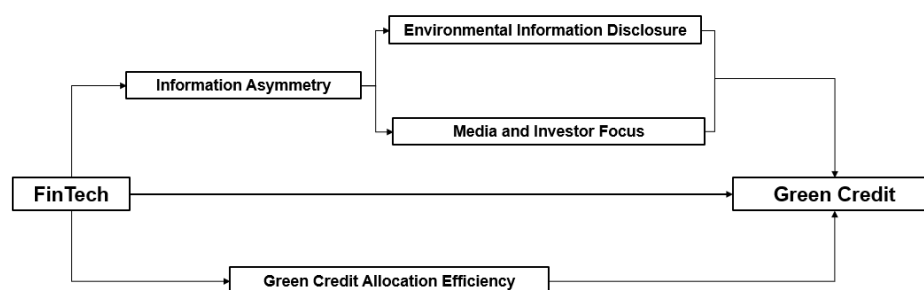 Environmental Information Disclosure
Information Asymmetry
Media and Investor Focus
FinTech
Green Credit
Green Credit Allocation Efficiency